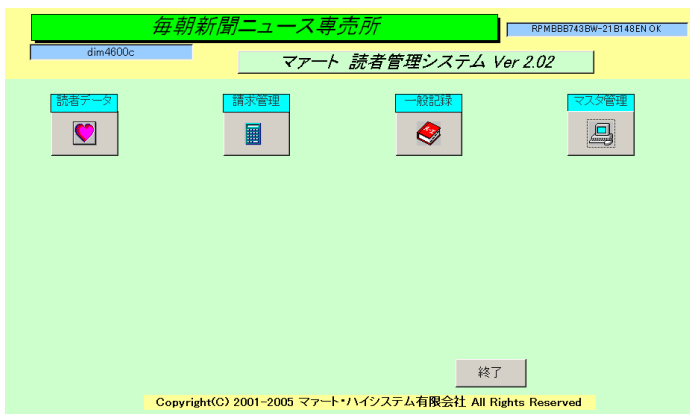 毎朝新聞ニュース専売所
RPMBBB743BW-21B148EN OK
dim4600c
マァート 読者管理システム Ver 2.02
読者データ
請求管理
一般記録
マスタ管理
終了
Copyright(C) 2001-2005 マァート・ハイシステム有限会社 All Rights Reserved